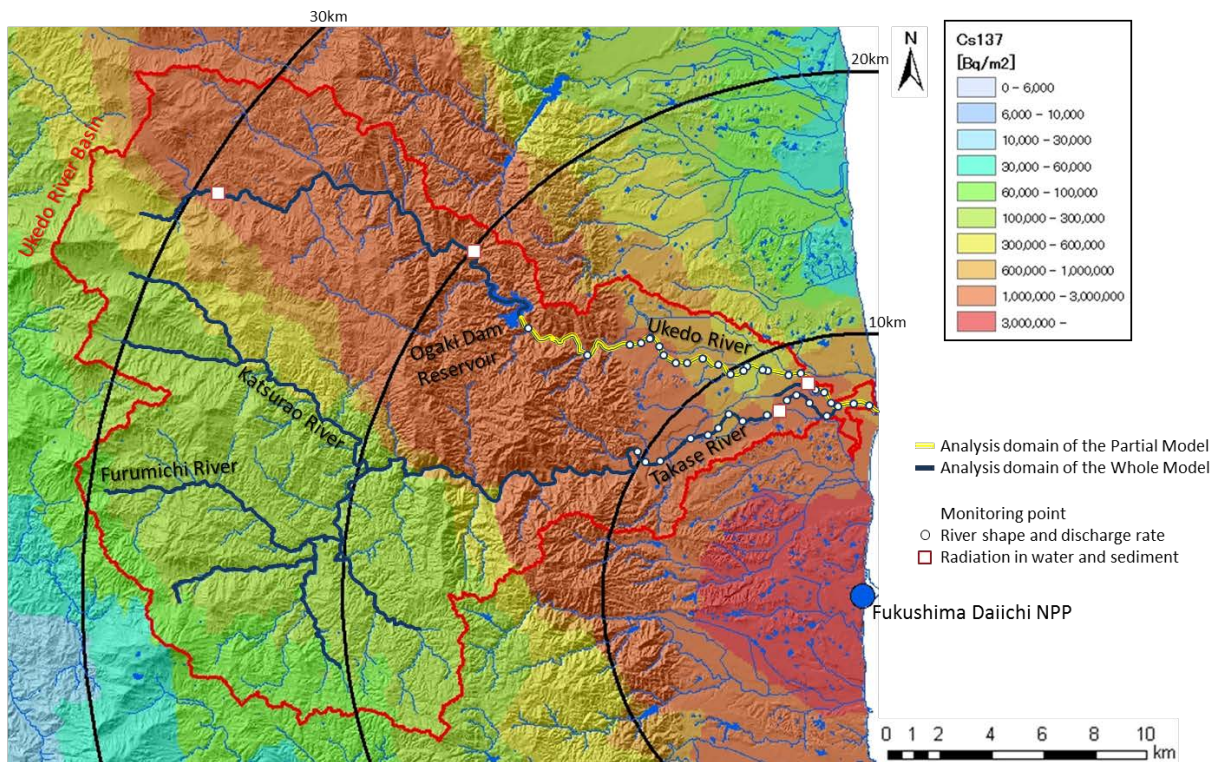 30km
20km
N
Cs137
[Bq/m2]
0 – 6,000
6,000 – 10,000
10,000 – 30,000
30,000 – 60,000
60,000 – 100,000
100,000 – 300,000
300,000 – 600,000
600,000 – 1,000,000
1,000,000 – 3,000,000
3,000,000 –
Ukedo River Basin
10km
Ukedo River
Ogaki Dam
Reservoir
Katsurao River
Furumichi River
Takase River
Analysis domain of the Partial Model
Analysis domain of the Whole Model
Monitoring point
River shape and discharge rate
Radiation in water and sediment
Fukushima Daiichi NPP
0 1 2 4 6 8 10
km